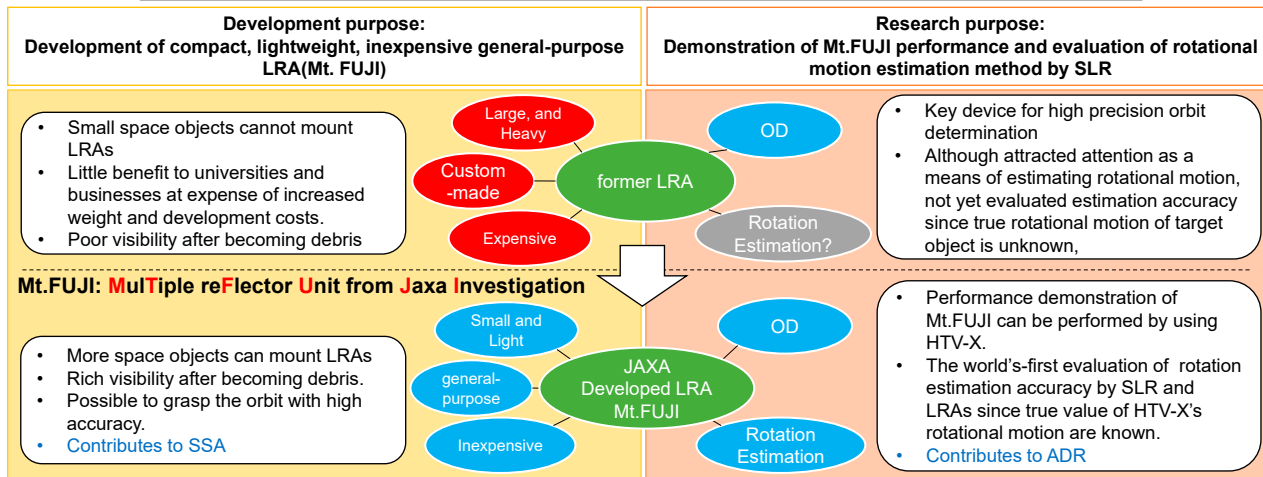 Development purpose:
Development of compact, lightweight, inexpensive general-purpose
LRA(Mt. FUJI)
Research purpose:
Demonstration of Mt.FUJI performance and evaluation of rotational
motion estimation method by SLR
• Small space objects cannot mount
LRAs
• Little benefit to universities and
businesses at expense of increased
weight and development costs.
• Poor visibility after becoming debris
Large, and
Heavy
Custom
-made
Expensive
former LRA
OD
Rotation
Estimation?
• Key device for high precision orbit
determination
• Although attracted attention as a
means of estimating rotational motion,
not yet evaluated estimation accuracy
since true rotational motion of target
object is unknown,
Mt.FUJI: MulTiple reFlector Unit from Jaxa Investigation
• More space objects can mount LRAs
• Rich visibility after becoming debris.
• Possible to grasp the orbit with high
accuracy.
• Contributes to SSA
Small and
Light
general-
purpose
Inexpensive
JAXA
Developed LRA
Mt.FUJI
OD
Rotation
Estimation
• Performance demonstration of
Mt.FUJI can be performed by using
HTV-X.
• The world's-first evaluation of rotation
estimation accuracy by SLR and
LRAs since true value of HTV-X's
rotational motion are known.
• Contributes to ADR